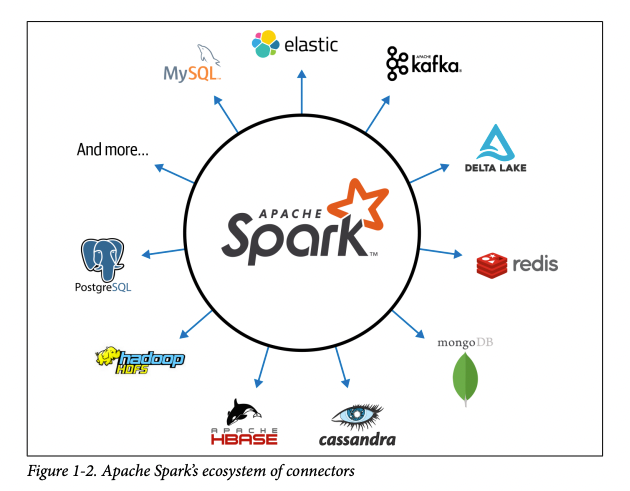 elastic
MySQL™
APACHE
kafka®
And more...
DELTA LAKE
APACHE
Spark™
redis
PostgreSQL
mongoDB
hadoop
HDFS
APACHE
HBASE
cassandra
Figure 1-2. Apache Spark’s ecosystem of connectors